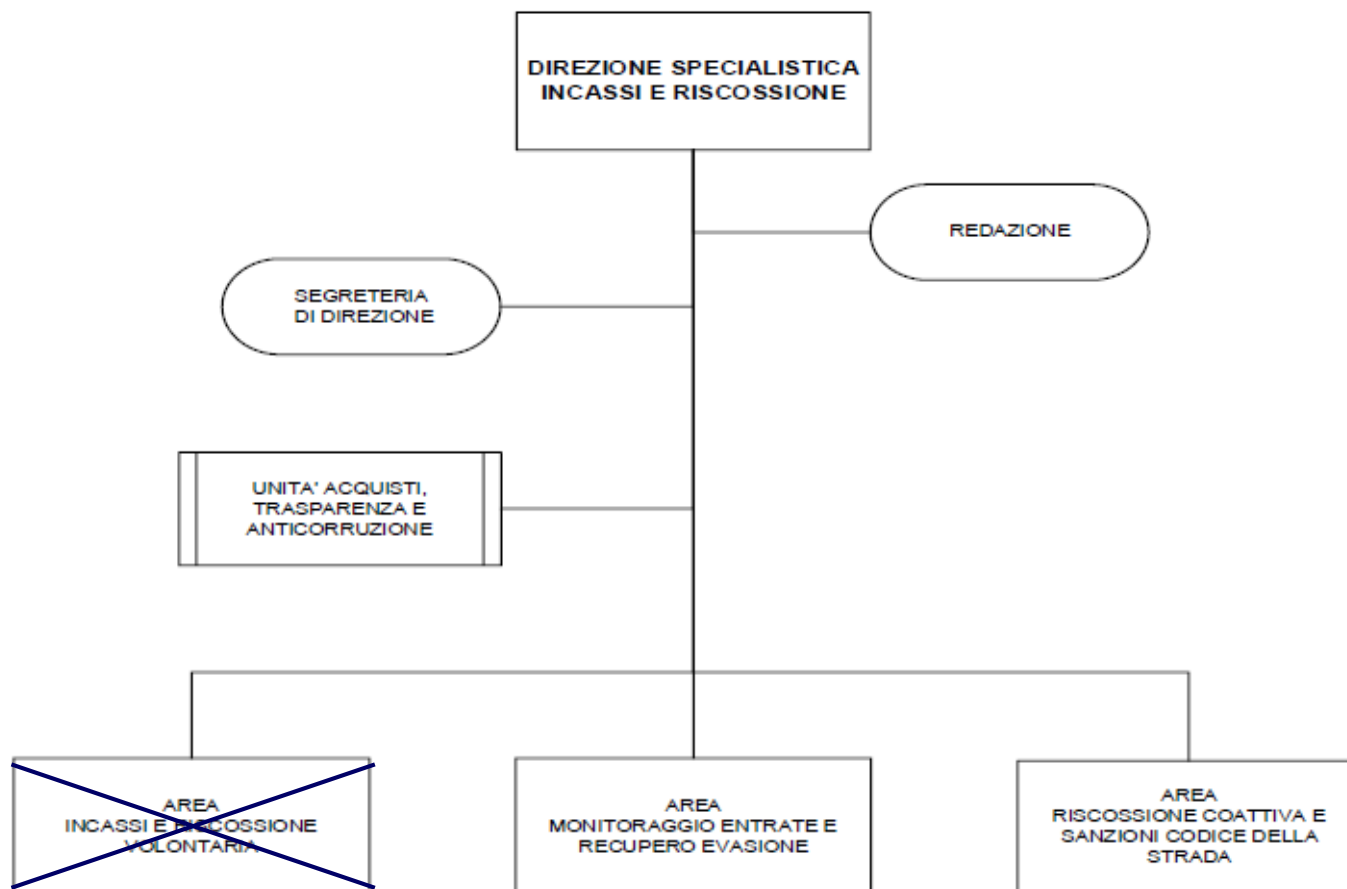 DIREZIONE SPECIALISTICA
INCASSI E RISCOSSIONE
REDAZIONE
SEGRETERIA
DI DIREZIONE
UNITA' ACQUISTI,
TRASPARENZA E
ANTICORRUZIONE
AREA
INCASSI E RISCOSSIONE
VOLONTARIA
AREA
MONITORAGGIO ENTRATE E
RECUPERO EVASIONE
AREA
RISCOSSIONE COATTIVA E
SANZIONI CODICE DELLA
STRADA